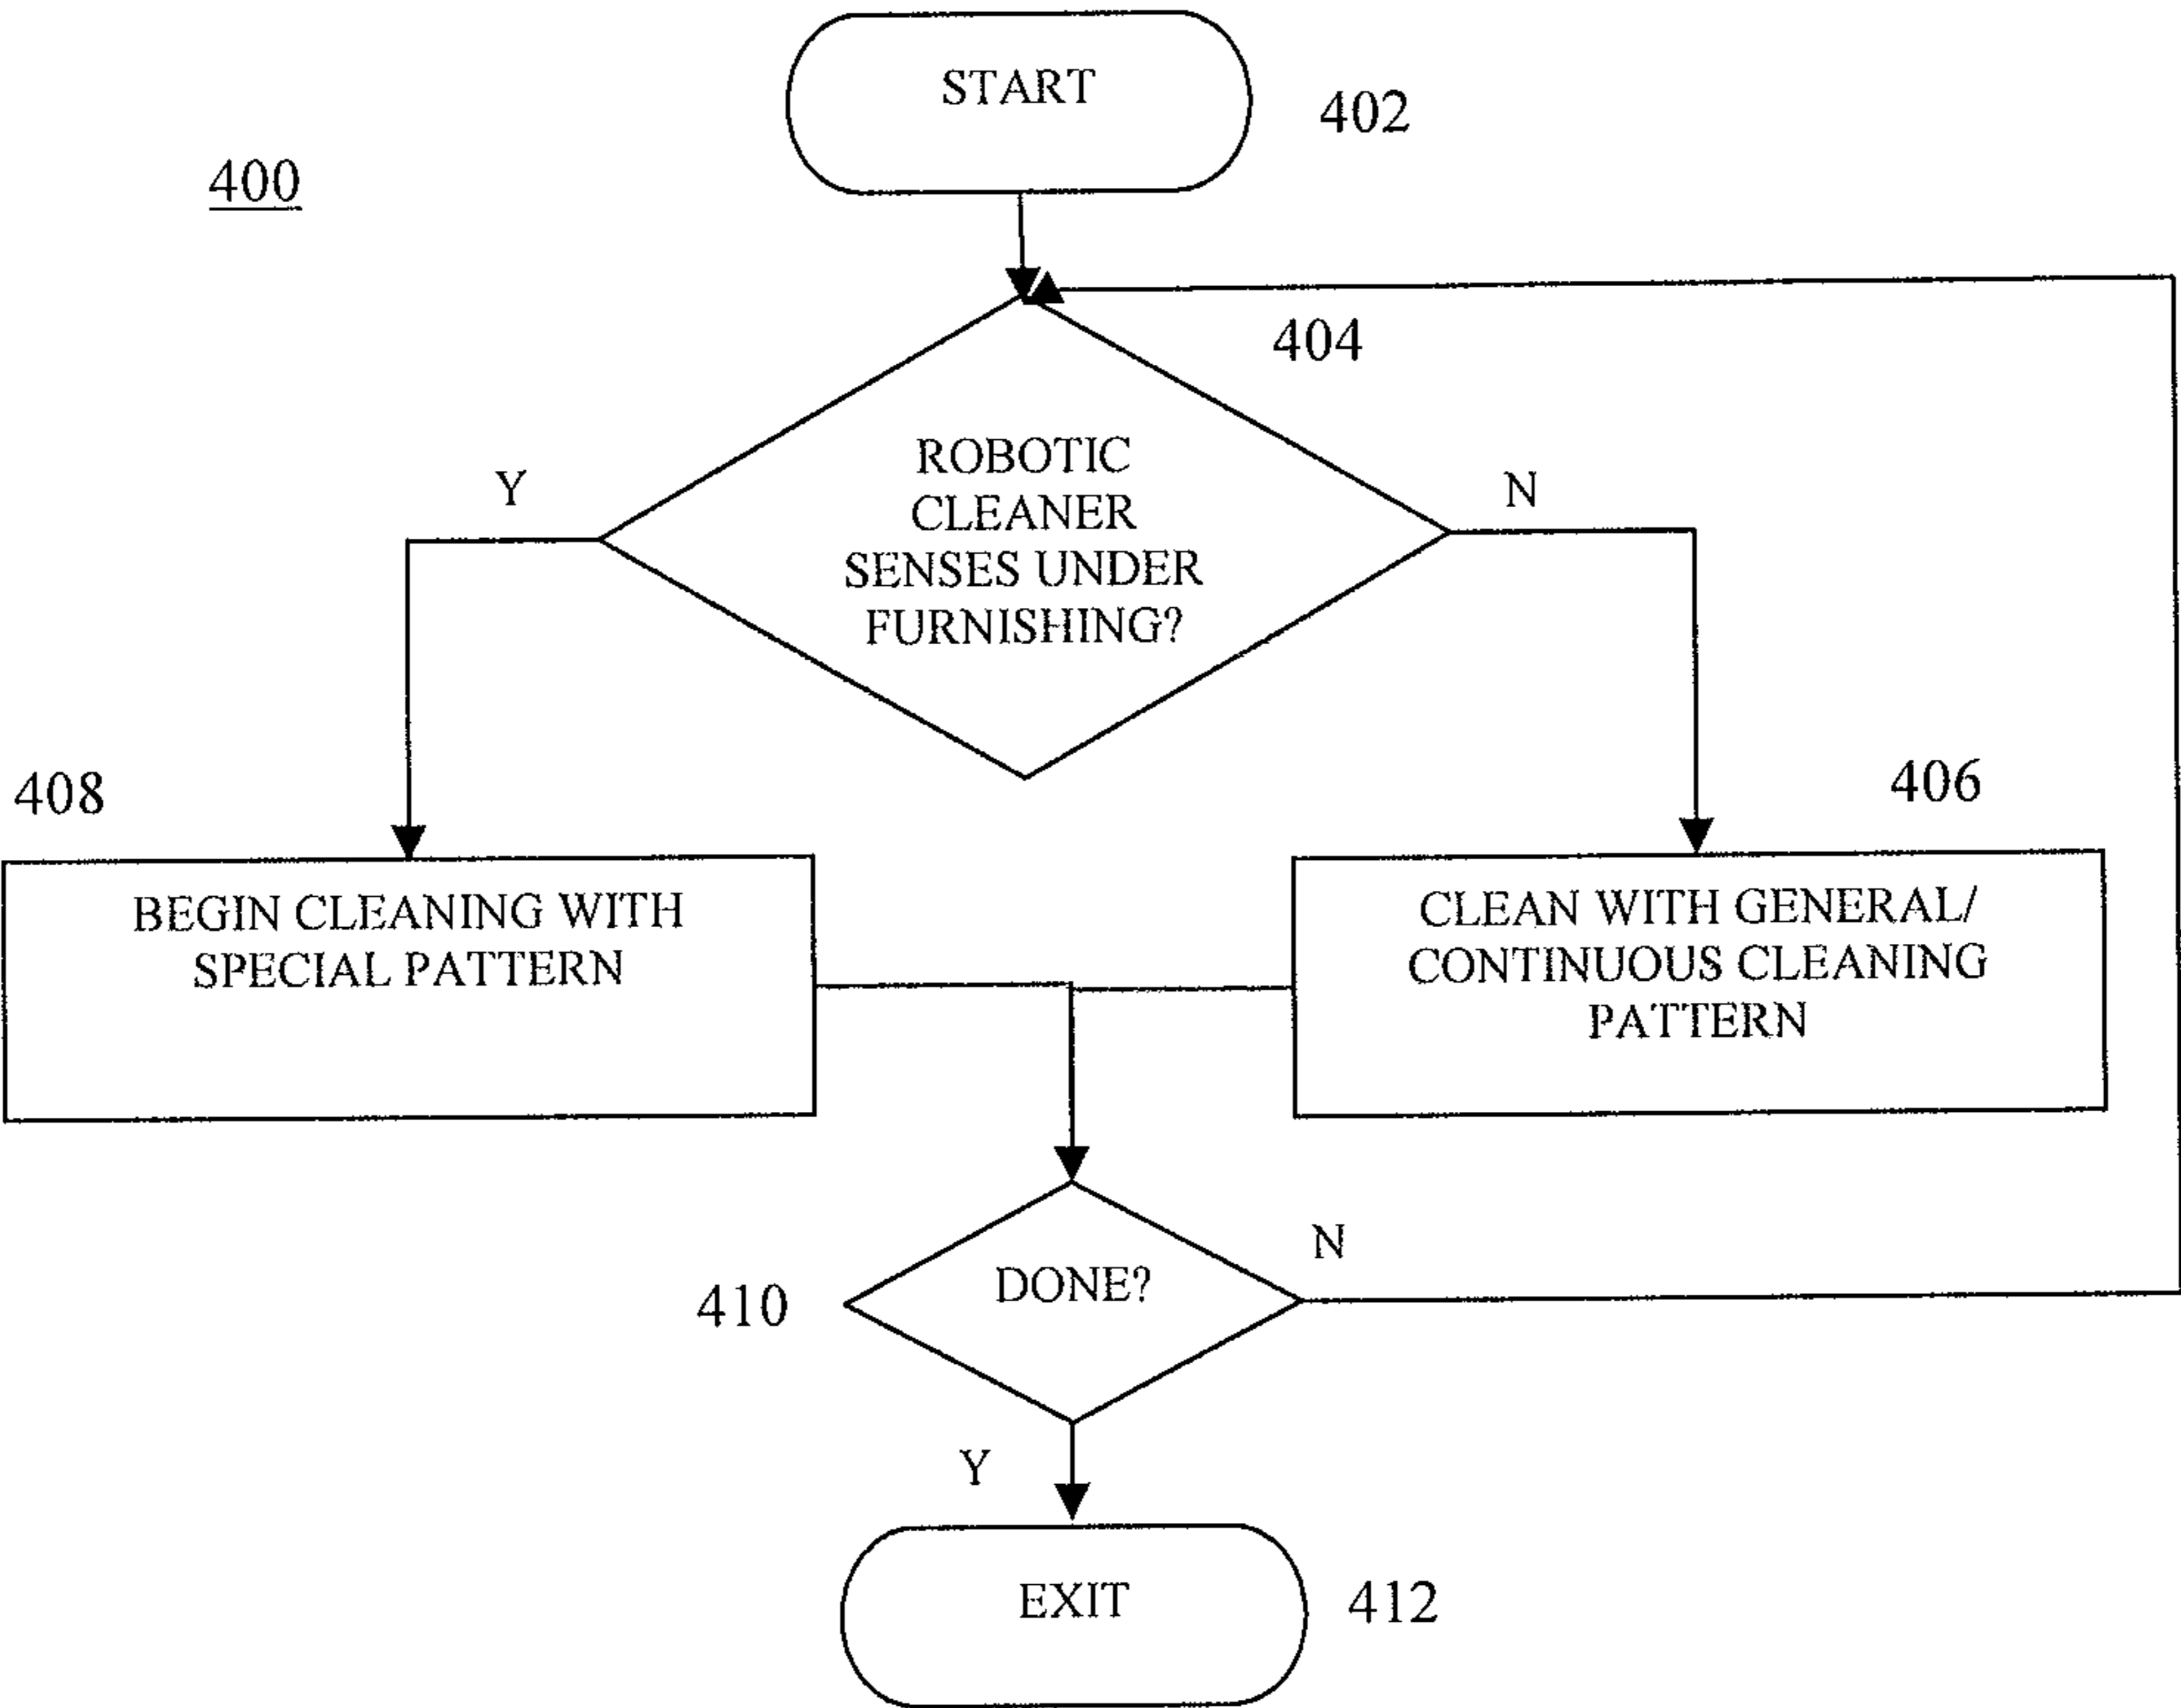 START
402
400
404
ROBOTIC
CLEANER
SENSES UNDER
FURNISHING?
Y
N
408
406
BEGIN CLEANING WITH
SPECIAL PATTERN
CLEAN WITH GENERAL/
CONTINUOUS CLEANING
PATTERN
N
DONE?
410
Y
EXIT
412